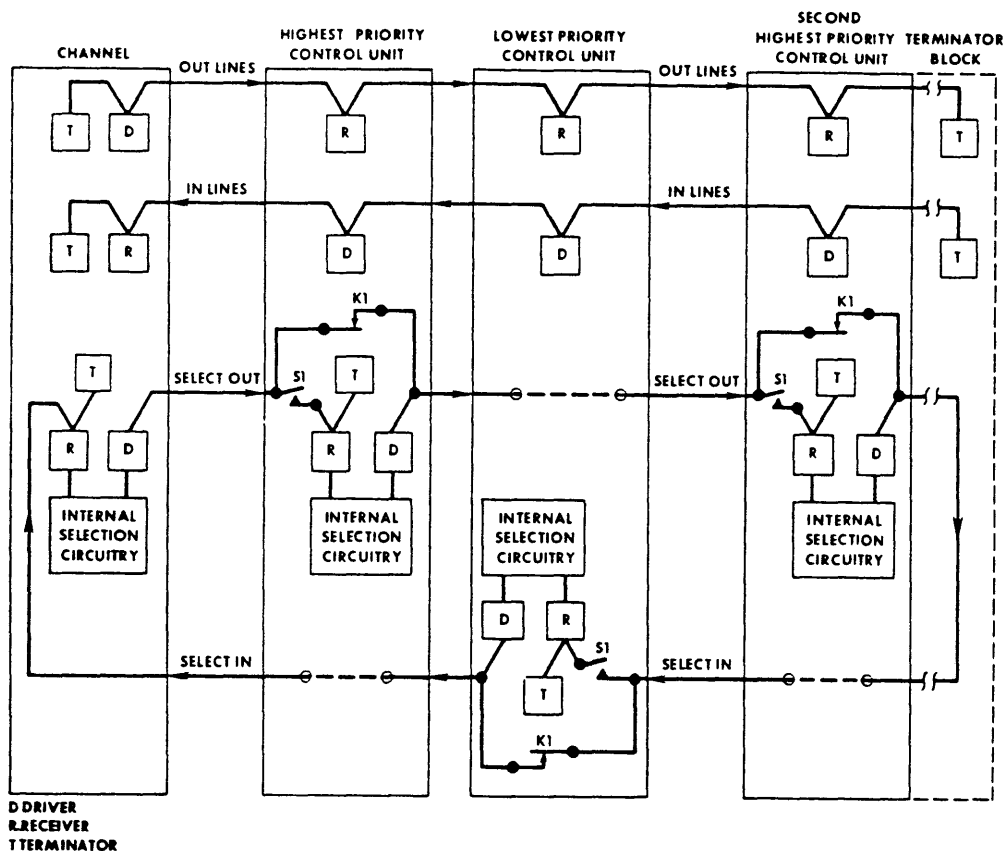 CHANNEL
HIGHEST PRIORITY
CONTROL UNIT
LOWEST PRIORITY
CONTROL UNIT
SECOND
HIGHEST PRIORITY
CONTROL UNIT
TERMINATOR
BLOCK
OUT LINES
OUT LINES
T
D
R
R
R
T
IN LINES
IN LINES
T
R
D
D
D
T
K1
K1
T
SELECT OUT
S1
T
SELECT OUT
S1
T
R
D
R
D
R
D
INTERNAL
SELECTION
CIRCUITRY
INTERNAL
SELECTION
CIRCUITRY
INTERNAL
SELECTION
CIRCUITRY
INTERNAL
SELECTION
CIRCUITRY
D
R
S1
SELECT IN
SELECT IN
T
K1
D DRIVER
R.RECEIVER
T TERMINATOR